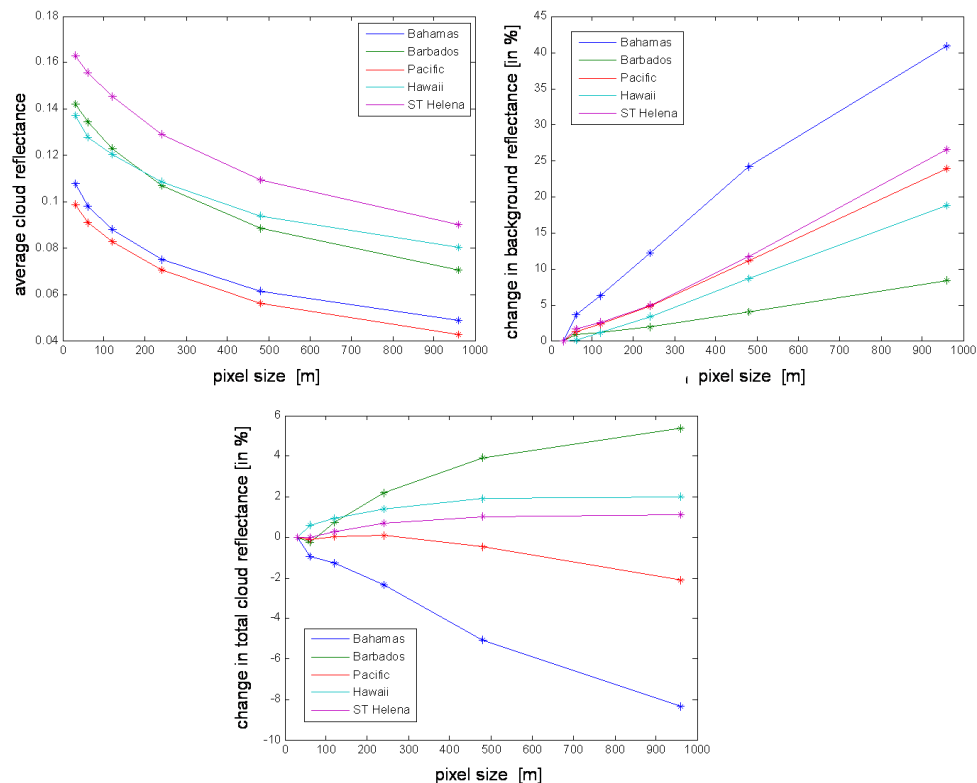 0.18
0.16
0.14
0.12
0.1
0.08
0.06
0.04
average cloud reflectance
Bahamas
Barbados
Pacific
Hawaii
ST Helena
0 100 200 300 400 500 600 700 800 900 1000
pixel size [m]
45
40
35
30
25
20
15
10
5
0
change in background reflectance [in %]
Bahamas
Barbados
Pacific
Hawaii
ST Helena
0 100 200 300 400 500 600 700 800 900 1000
pixel size [m]
6
4
2
0
-2
-4
-6
-8
-10
change in total cloud reflectance [in %]
Bahamas
Barbados
Pacific
Hawaii
ST Helena
0 100 200 300 400 500 600 700 800 900 1000
pixel size [m]